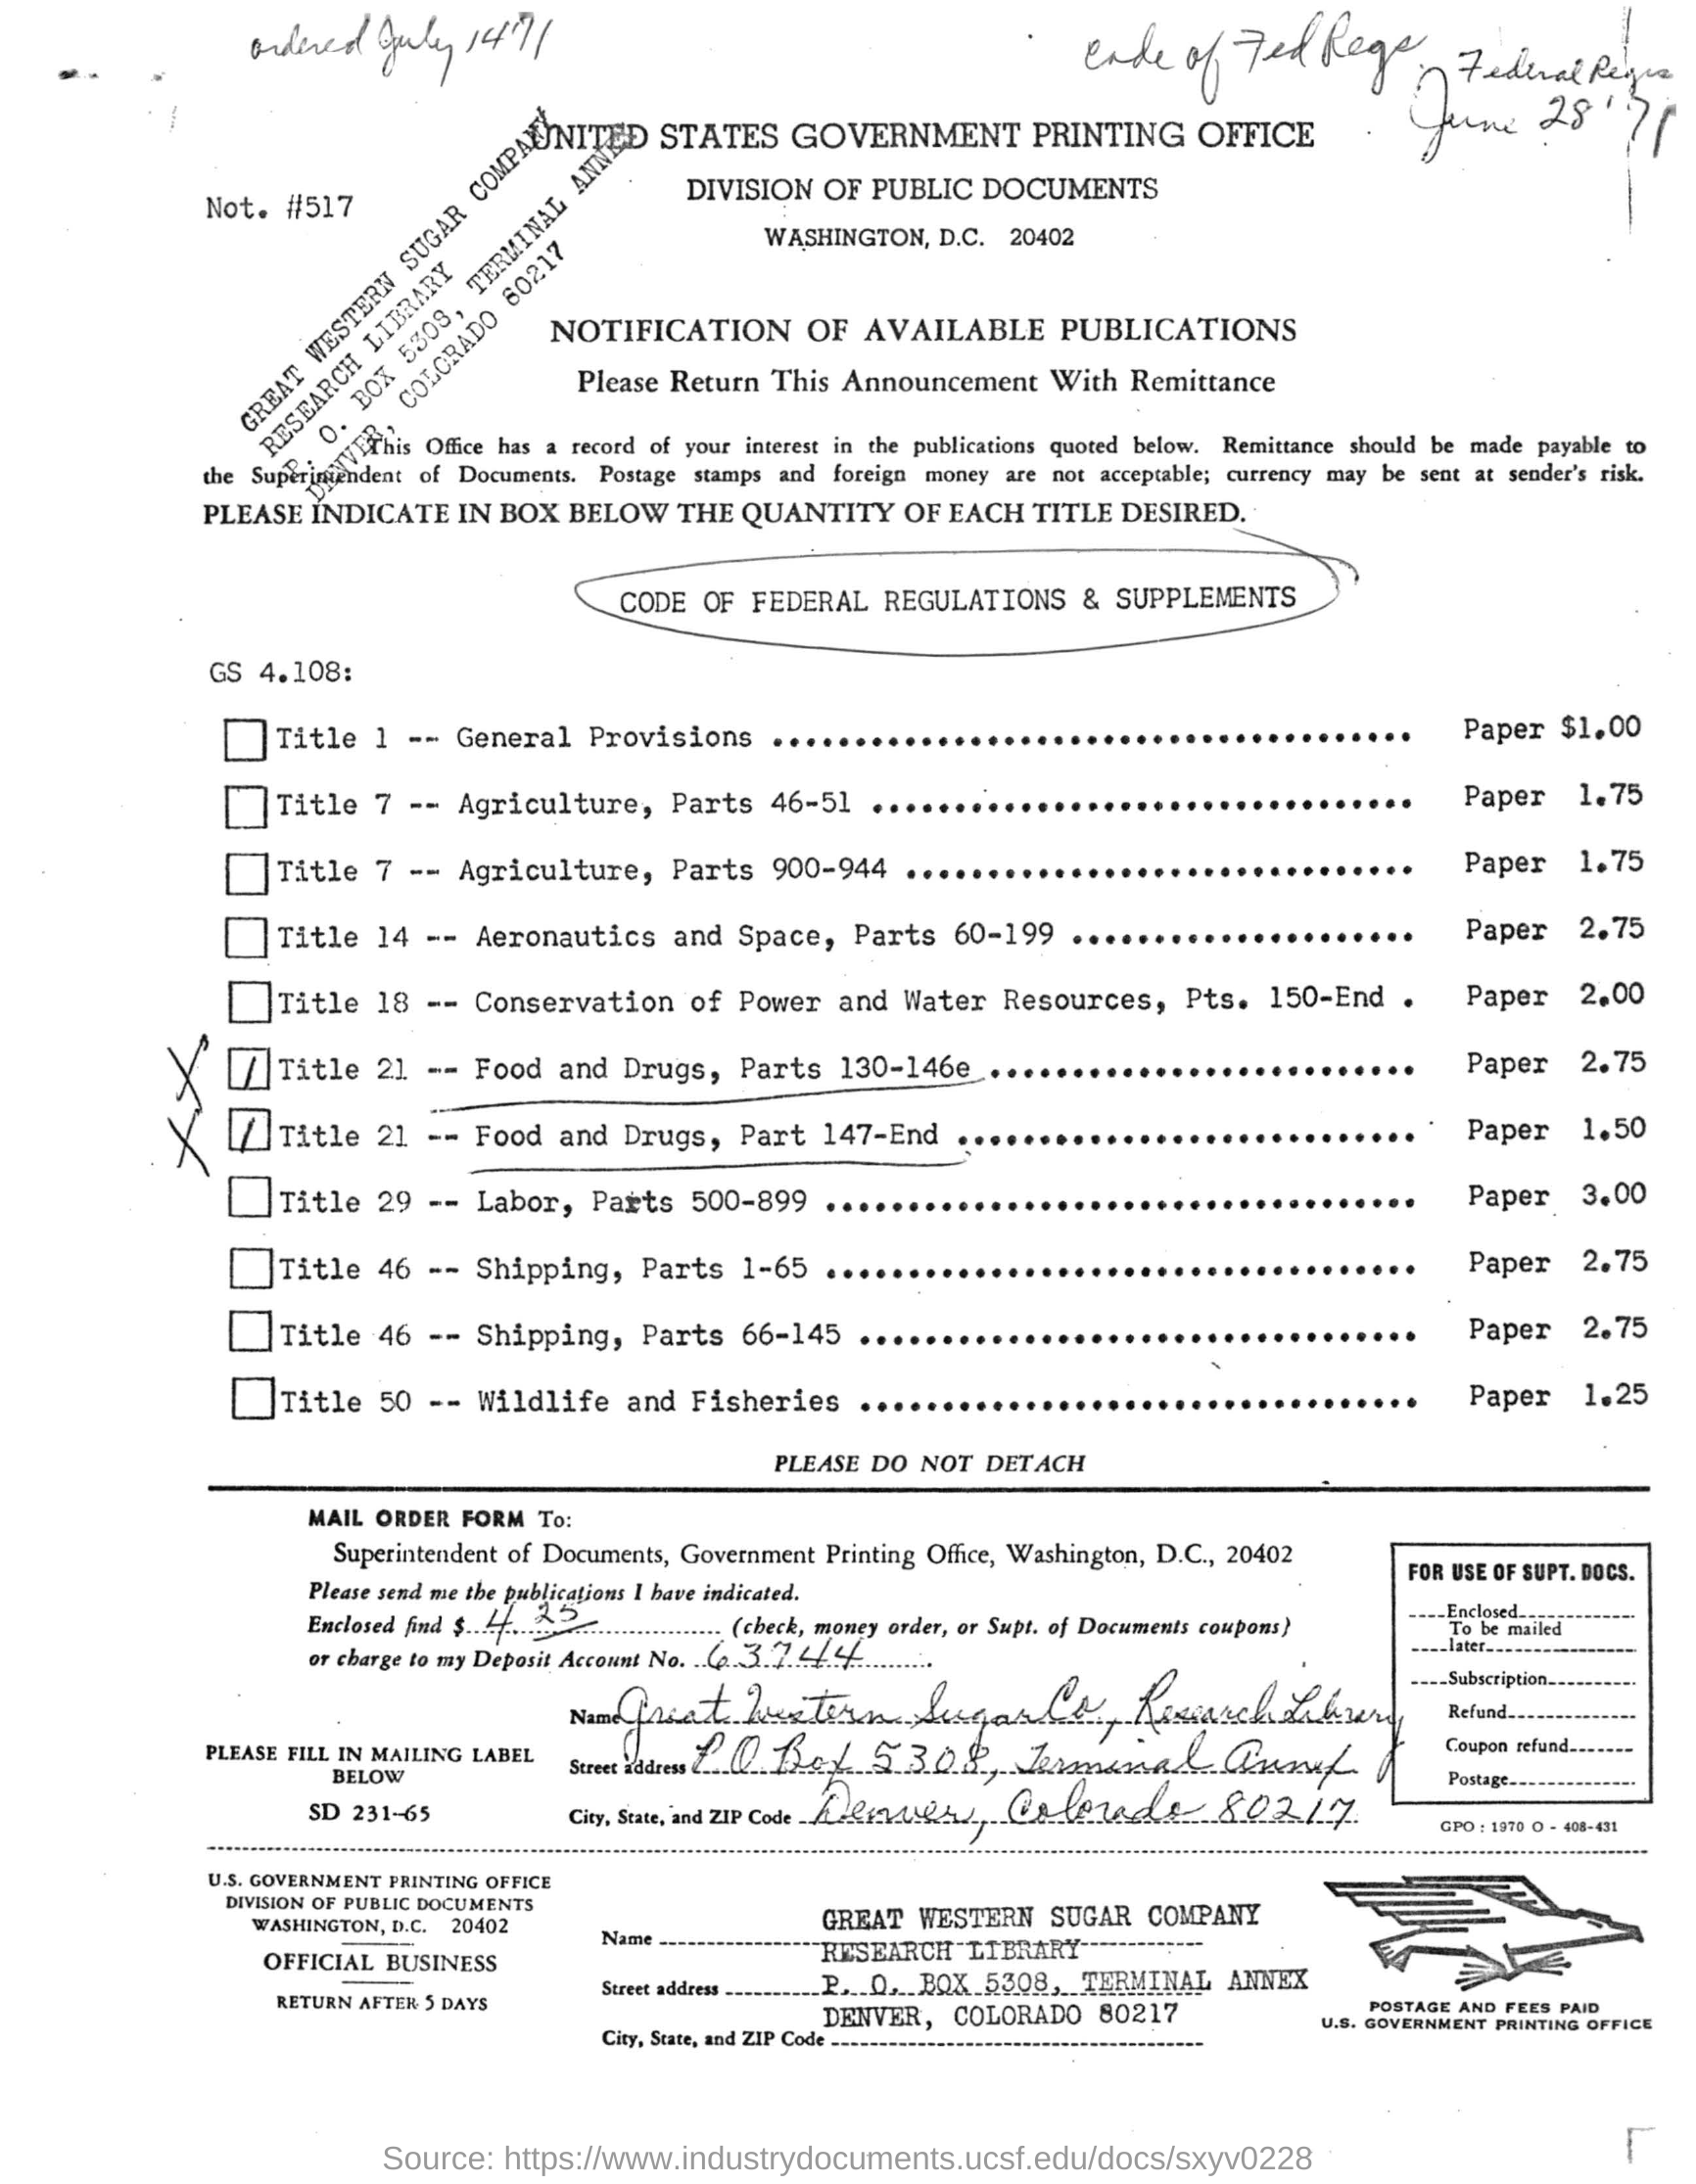 ordered July 14 71
Code of Fed Regs.
Federal Regis
June 28 '71
UNITED STATES GOVERNMENT PRINTING OFFICE
DIVISION OF PUBLIC DOCUMENTS
WASHINGTON, D.C. 20402
Not. #517
GREAT WESTERN SUGAR COMPANY
RESEARCH LIBRARY
P. O. BOX 5308, TERMINAL ANNEX
DENVER, COLORADO 80217
NOTIFICATION OF AVAILABLE PUBLICATIONS
Please Return This Announcement With Remittance
This Office has a record of your interest in the publications quoted below. Remittance should be made payable to
the Superintendent of Documents. Postage stamps and foreign money are not acceptable; currency may be sent at sender's risk.
PLEASE INDICATE IN BOX BELOW THE QUANTITY OF EACH TITLE DESIRED.
CODE OF FEDERAL REGULATIONS & SUPPLEMENTS
GS 4.108:
Title 1 -- General Provisions ....................................... Paper $1.00
Title 7 -- Agriculture, Parts 46-51 ................................. Paper 1.75
Title 7 -- Agriculture, Parts 900-944 ............................... Paper 1.75
Title 14 -- Aeronautics and Space, Parts 60-199 ..................... Paper 2.75
Title 18 -- Conservation of Power and Water Resources, Pts. 150-End . Paper 2.00
X 1 Title 21 -- Food and Drugs, Parts 130-146e .......................... Paper 2.75
X 1 Title 21 -- Food and Drugs, Part 147-End ............................ Paper 1.50
Title 29 -- Labor, Parts 500-899 .................................... Paper 3.00
Title 46 -- Shipping, Parts 1-65 .................................... Paper 2.75
Title 46 -- Shipping, Parts 66-145 .................................. Paper 2.75
Title 50 -- Wildlife and Fisheries .................................. Paper 1.25
PLEASE DO NOT DETACH
MAIL ORDER FORM To:
Superintendent of Documents, Government Printing Office, Washington, D.C., 20402
Please send me the publications I have indicated.
Enclosed find $ 4.25 (check, money order, or Supt. of Documents coupons)
or charge to my Deposit Account No. 63744
Name Great Western Sugar Co, Research Library
Street address P.O. Box 5308, Terminal Annex
City, State, and ZIP Code Denver, Colorado 80217
PLEASE FILL IN MAILING LABEL
BELOW
SD 231-65
FOR USE OF SUPT. DOCS.
Enclosed
To be mailed
later
Subscription
Refund
Coupon refund
Postage
GPO : 1970 O - 408-431
U.S. GOVERNMENT PRINTING OFFICE
DIVISION OF PUBLIC DOCUMENTS
WASHINGTON, D.C. 20402
OFFICIAL BUSINESS
RETURN AFTER 5 DAYS
GREAT WESTERN SUGAR COMPANY
Name
RESEARCH LIBRARY
Street address P. O. BOX 5308, TERMINAL ANNEX
DENVER, COLORADO 80217
City, State, and ZIP Code
POSTAGE AND FEES PAID
U.S. GOVERNMENT PRINTING OFFICE
Source: https://www.industrydocuments.ucsf.edu/docs/sxyv0228